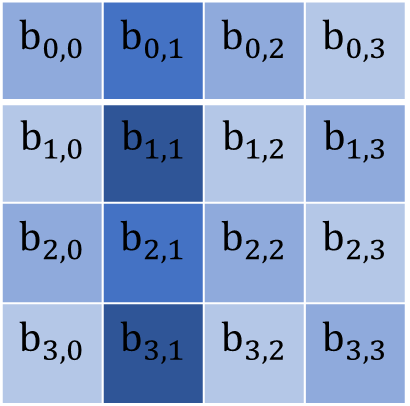 b₀,₀ b₀,₁ b₀,₂ b₀,₃
b₁,₀ b₁,₁ b₁,₂ b₁,₃
b₂,₀ b₂,₁ b₂,₂ b₂,₃
b₃,₀ b₃,₁ b₃,₂ b₃,₃